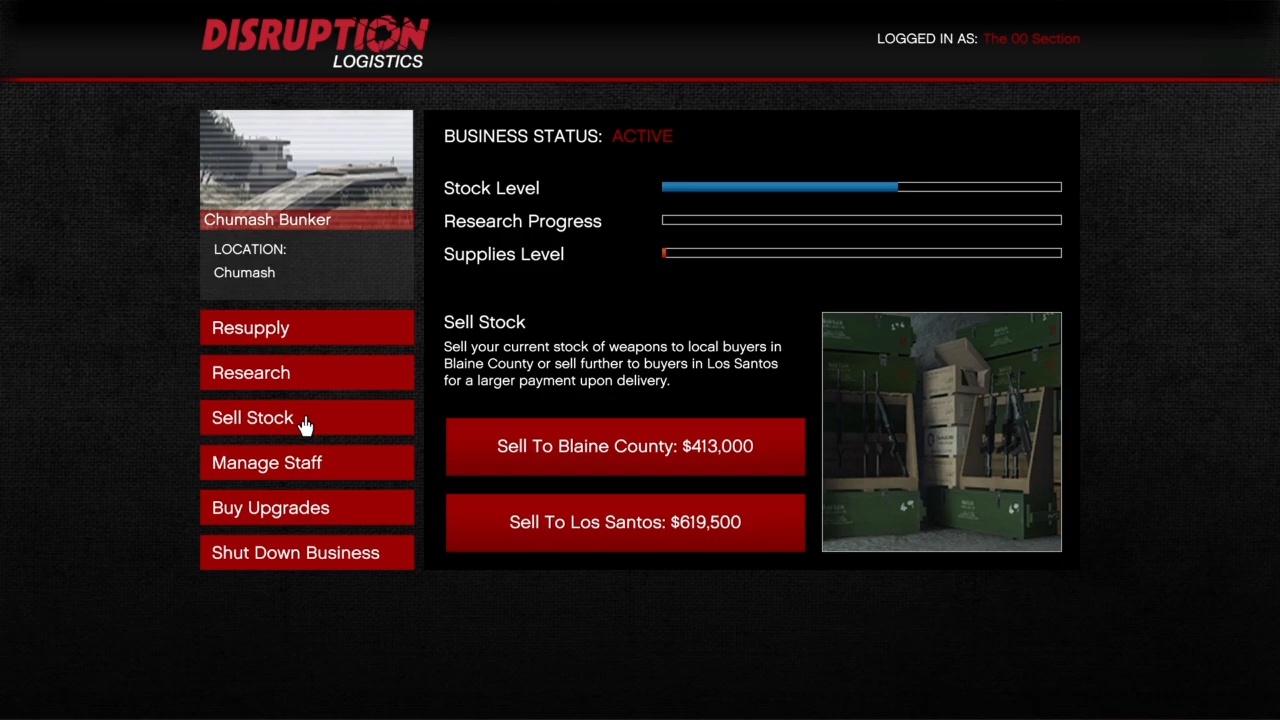 DISRUPTION
LOGISTICS
LOGGED IN AS: The 00 Section
Chumash Bunker
LOCATION:
Chumash
Resupply
Research
Sell Stock
Manage Staff
Buy Upgrades
Shut Down Business
BUSINESS STATUS: ACTIVE
Stock Level
Research Progress
Supplies Level
Sell Stock
Sell your current stock of weapons to local buyers in
Blaine County or sell further to buyers in Los Santos
for a larger payment upon delivery.
Sell To Blaine County: $413,000
Sell To Los Santos: $619,500